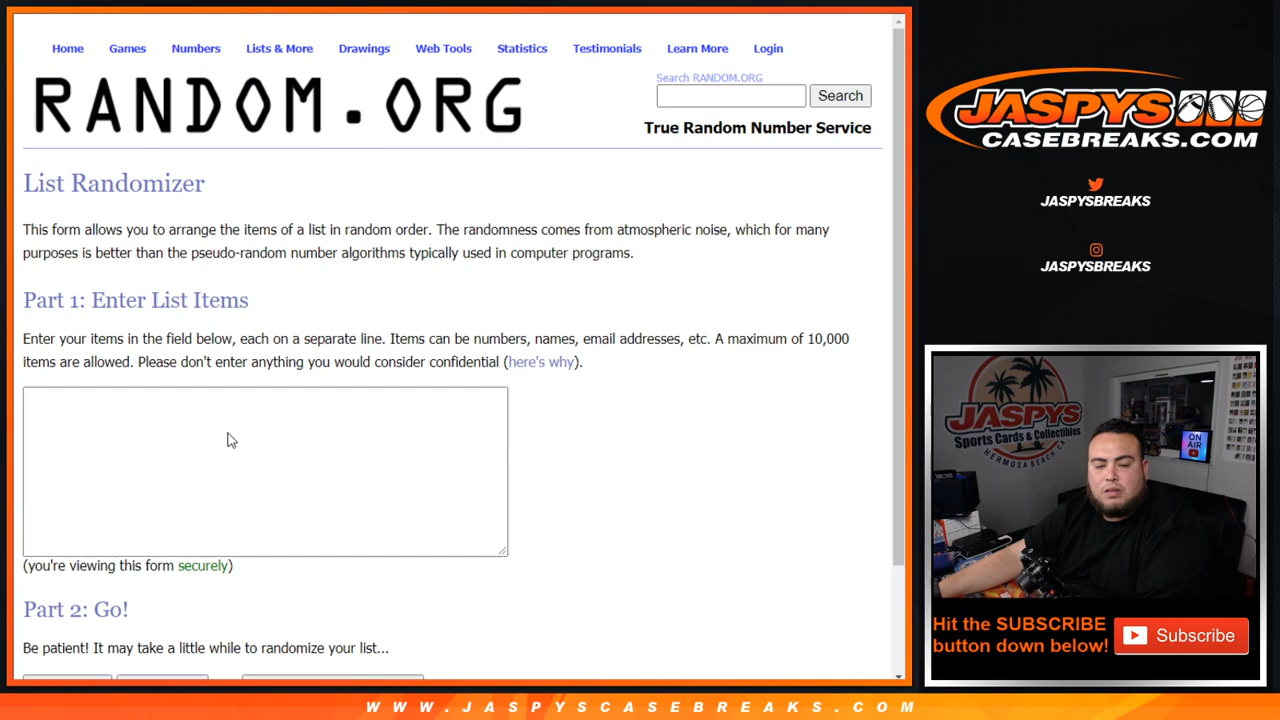 Home Games Numbers Lists & More Drawings Web Tools Statistics Testimonials Learn More Login
RANDOM.ORG
Search RANDOM.ORG
Search
True Random Number Service
List Randomizer
This form allows you to arrange the items of a list in random order. The randomness comes from atmospheric noise, which for many
purposes is better than the pseudo-random number algorithms typically used in computer programs.
Part 1: Enter List Items
Enter your items in the field below, each on a separate line. Items can be numbers, names, email addresses, etc. A maximum of 10,000
items are allowed. Please don't enter anything you would consider confidential (here's why).
(you're viewing this form securely)
Part 2: Go!
Be patient! It may take a little while to randomize your list...
JASPYS
CASEBREAKS.COM
JASPYSBREAKS
JASPYSBREAKS
JASPYS
Sports Cards & Collectibles
HERMOSA BEACH, CA
ON
AIR
Hit the SUBSCRIBE
button down below!
Subscribe
WWW.JASPYSCASEBREAKS.COM